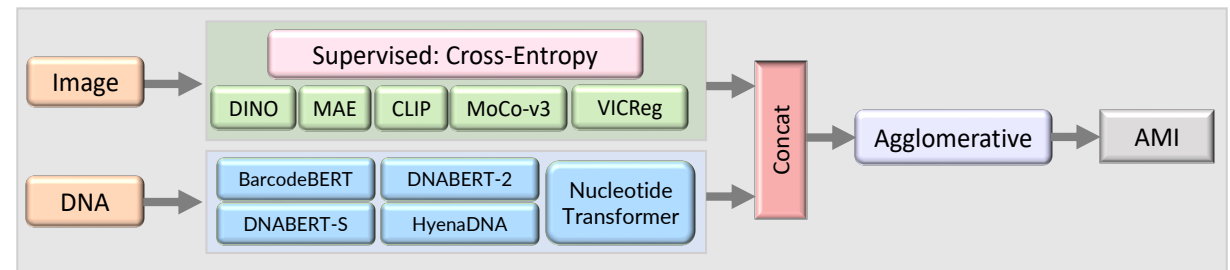 Image
Supervised: Cross-Entropy
DINO
MAE
CLIP
MoCo-v3
VICReg
DNA
BarcodeBERT
DNABERT-2
DNABERT-S
HyenaDNA
Nucleotide
Transformer
Concat
Agglomerative
AMI